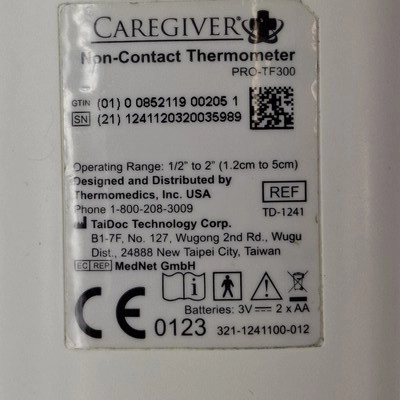 CAREGIVER®
Non-Contact Thermometer
PRO-TF300
GTIN (01) 0 0852119 00205 1
SN (21) 1241120320035989
Operating Range: 1/2" to 2" (1.2cm to 5cm)
Designed and Distributed by
Thermomedics, Inc. USA
Phone 1-800-208-3009
REF
TD-1241
TaiDoc Technology Corp.
B1-7F, No. 127, Wugong 2nd Rd., Wugu
Dist., 24888 New Taipei City, Taiwan
EC REP MedNet GmbH
Batteries: 3V⎓ 2 x AA
CE 0123 321-1241100-012